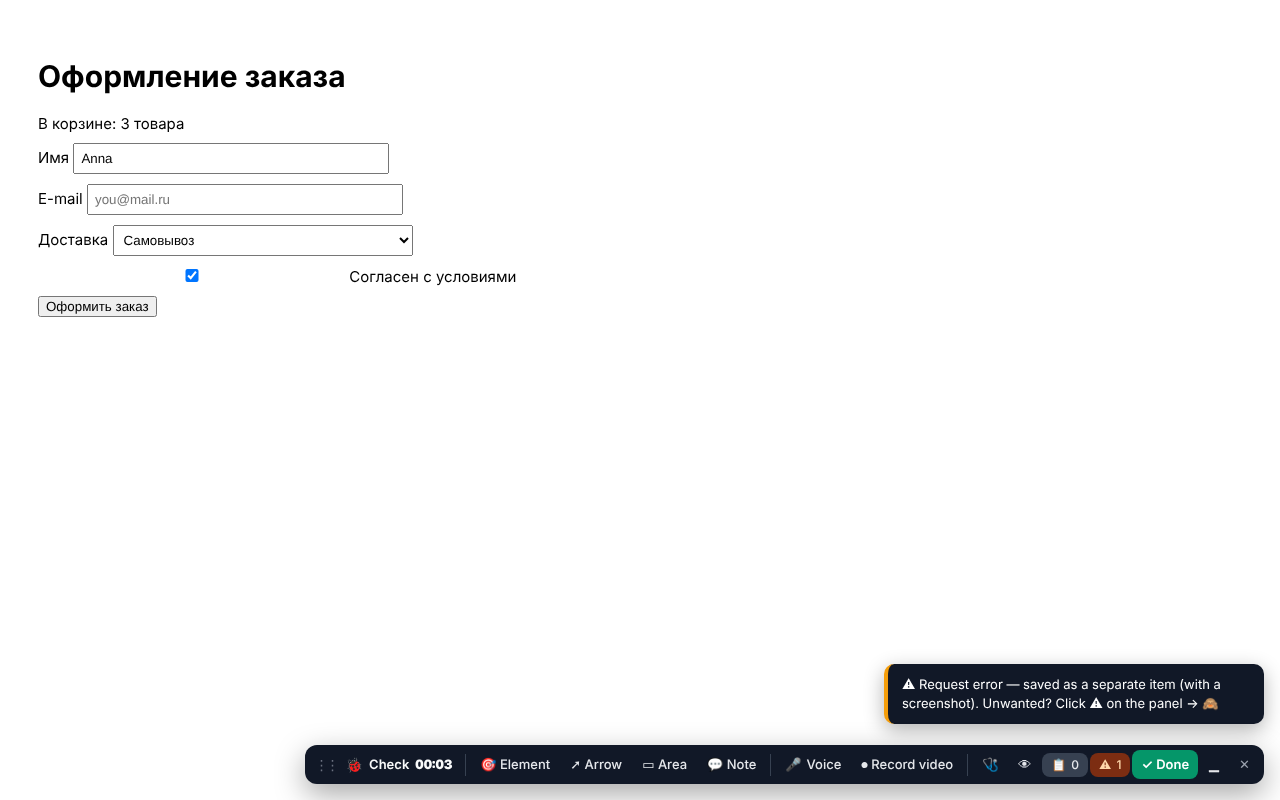 Оформление заказа
В корзине: 3 товара
Имя Anna
E-mail you@mail.ru
Доставка Самовывоз
Согласен с условиями
Оформить заказ
⚠ Request error — saved as a separate item (with a
screenshot). Unwanted? Click ⚠ on the panel → 🙈
🐞 Check 00:03 🎯 Element ↗ Arrow ▭ Area 💬 Note 🎤 Voice ● Record video 🩺 👁 📋 0 ⚠ 1 ✓ Done ▁ ✕